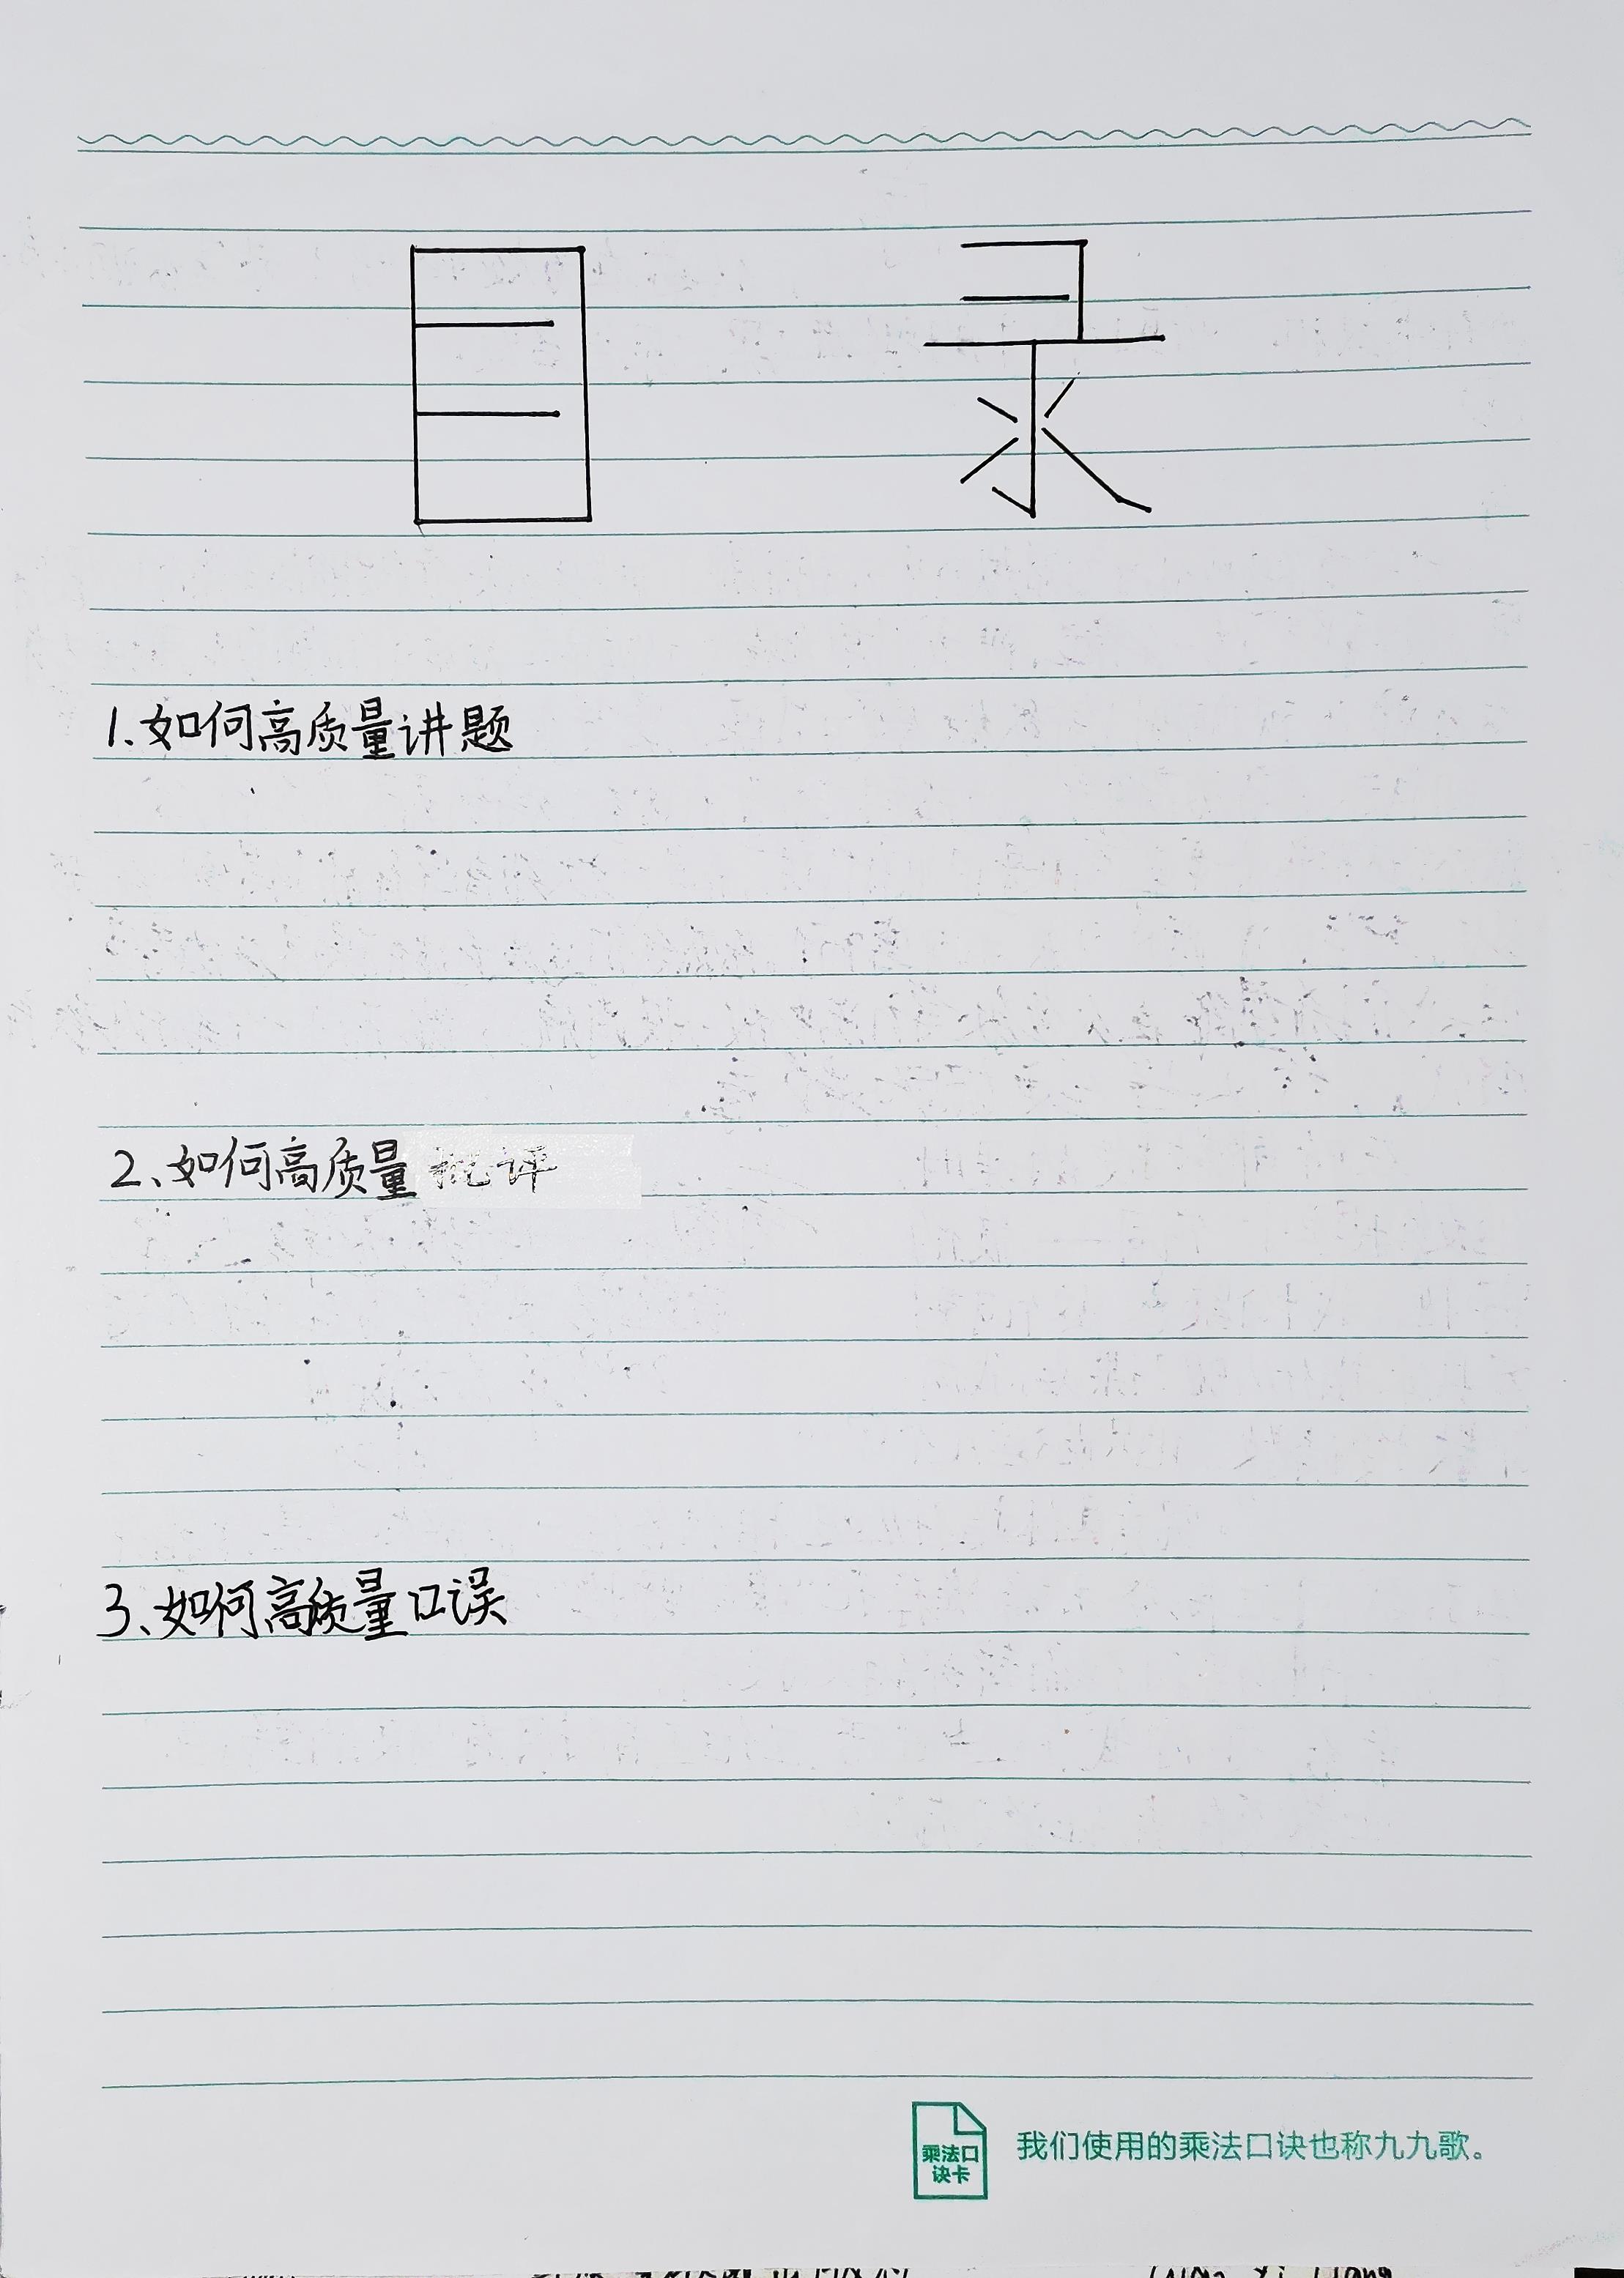 目录
1.如何高质量讲题
2、如何高质量批评
3、如何高质量口误
乘法口
诀卡
我们使用的乘法口诀也称九九歌。